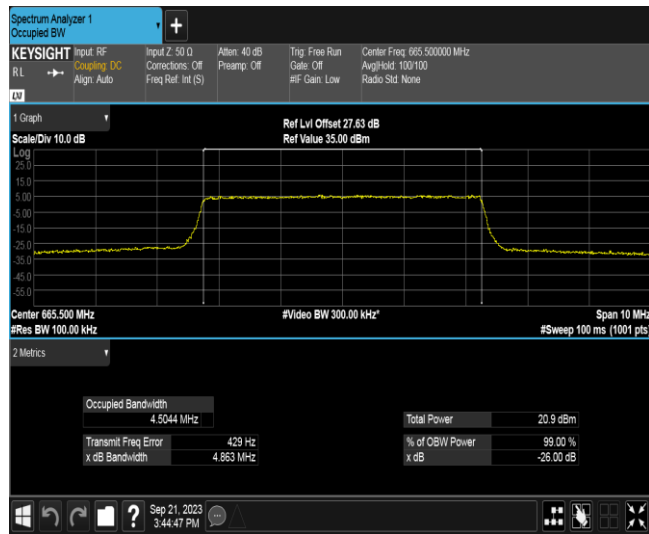 Spectrum Analyzer 1
Occupied BW
+
KEYSIGHT Input: RF Input Z: 50 Ω Atten: 40 dB Trig: Free Run Center Freq: 665.500000 MHz
RL Coupling: DC Corrections: Off Preamp: Off Gate: Off Avg|Hold: 100/100
Align: Auto Freq Ref: Int (S) #IF Gain: Low Radio Std: None
LXI
1 Graph
Ref Lvl Offset 27.63 dB
Scale/Div 10.0 dB Ref Value 35.00 dBm
Log
25.0
15.0
5.00
-5.00
-15.0
-25.0
-35.0
-45.0
-55.0
Center 665.500 MHz #Video BW 300.00 kHz* Span 10 MHz
#Res BW 100.00 kHz #Sweep 100 ms (1001 pts)
2 Metrics
Occupied Bandwidth
4.5044 MHz Total Power 20.9 dBm
Transmit Freq Error 429 Hz % of OBW Power 99.00 %
x dB Bandwidth 4.863 MHz x dB -26.00 dB
? Sep 21, 2023
3:44:47 PM